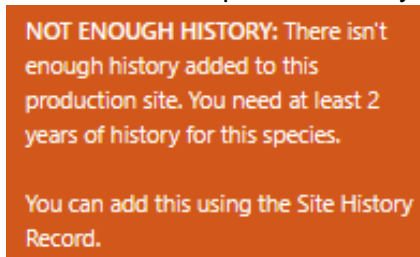 NOT ENOUGH HISTORY: There isn't
enough history added to this
production site. You need at least 2
years of history for this species.
You can add this using the Site History
Record.